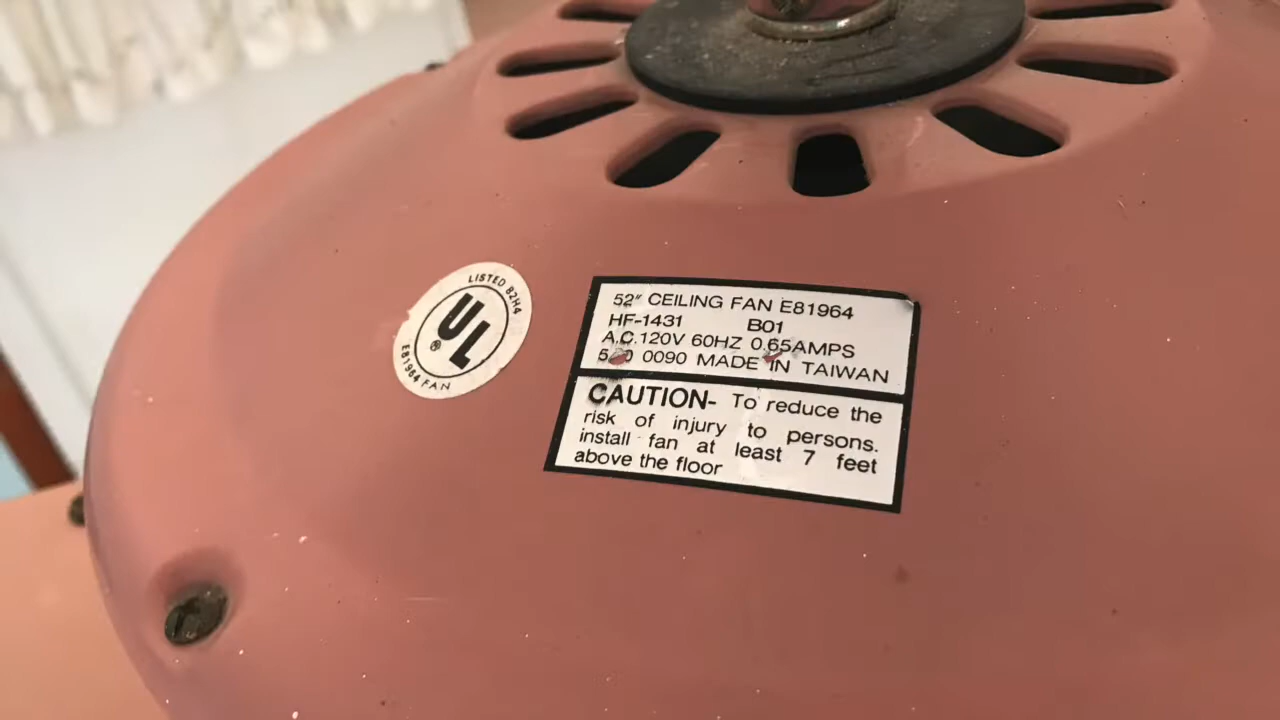 LISTED 82H4
UL
®
E81964 FAN
52" CEILING FAN E81964
HF-1431 B01
A.C.120V 60HZ 0.65AMPS
0090 MADE IN TAIWAN
CAUTION- To reduce the
risk of injury to persons.
install fan at least 7 feet
above the floor